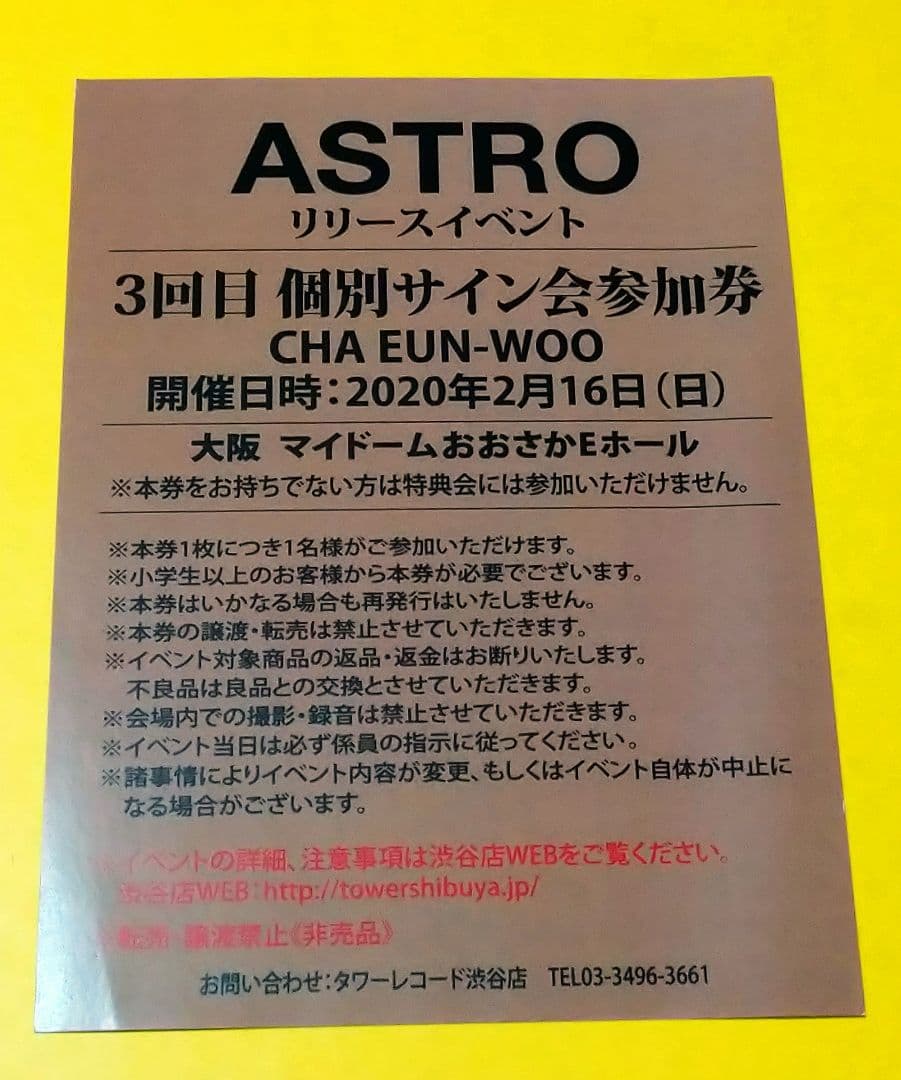 ASTRO
リリースイベント
3回目 個別サイン会参加券
CHA EUN-WOO
開催日時：2020年2月16日（日）
大阪 マイドームおおさかEホール
※本券をお持ちでない方は特典会には参加いただけません。
※本券1枚につき1名様がご参加いただけます。
※小学生以上のお客様から本券が必要でございます。
※本券はいかなる場合も再発行はいたしません。
※本券の譲渡・転売は禁止させていただきます。
※イベント対象商品の返品・返金はお断りいたします。
不良品は良品との交換とさせていただきます。
※会場内での撮影・録音は禁止させていただきます。
※イベント当日は必ず係員の指示に従ってください。
※諸事情によりイベント内容が変更、もしくはイベント自体が中止に
なる場合がございます。
※イベントの詳細、注意事項は渋谷店WEBをご覧ください。
渋谷店WEB：http://towershibuya.jp/
※転売・譲渡禁止《非売品》
お問い合わせ：タワーレコード渋谷店 TEL03-3496-3661